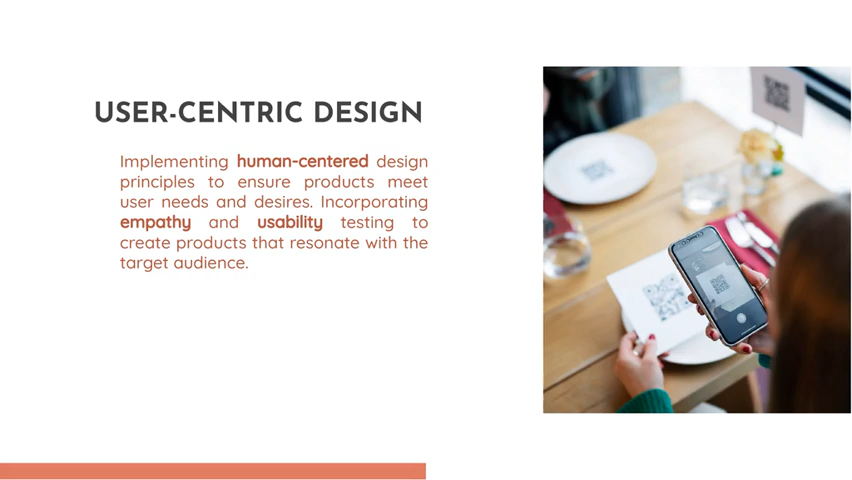 USER-CENTRIC DESIGN
Implementing human-centered design
principles to ensure products meet
user needs and desires. Incorporating
empathy and usability testing to
create products that resonate with the
target audience.